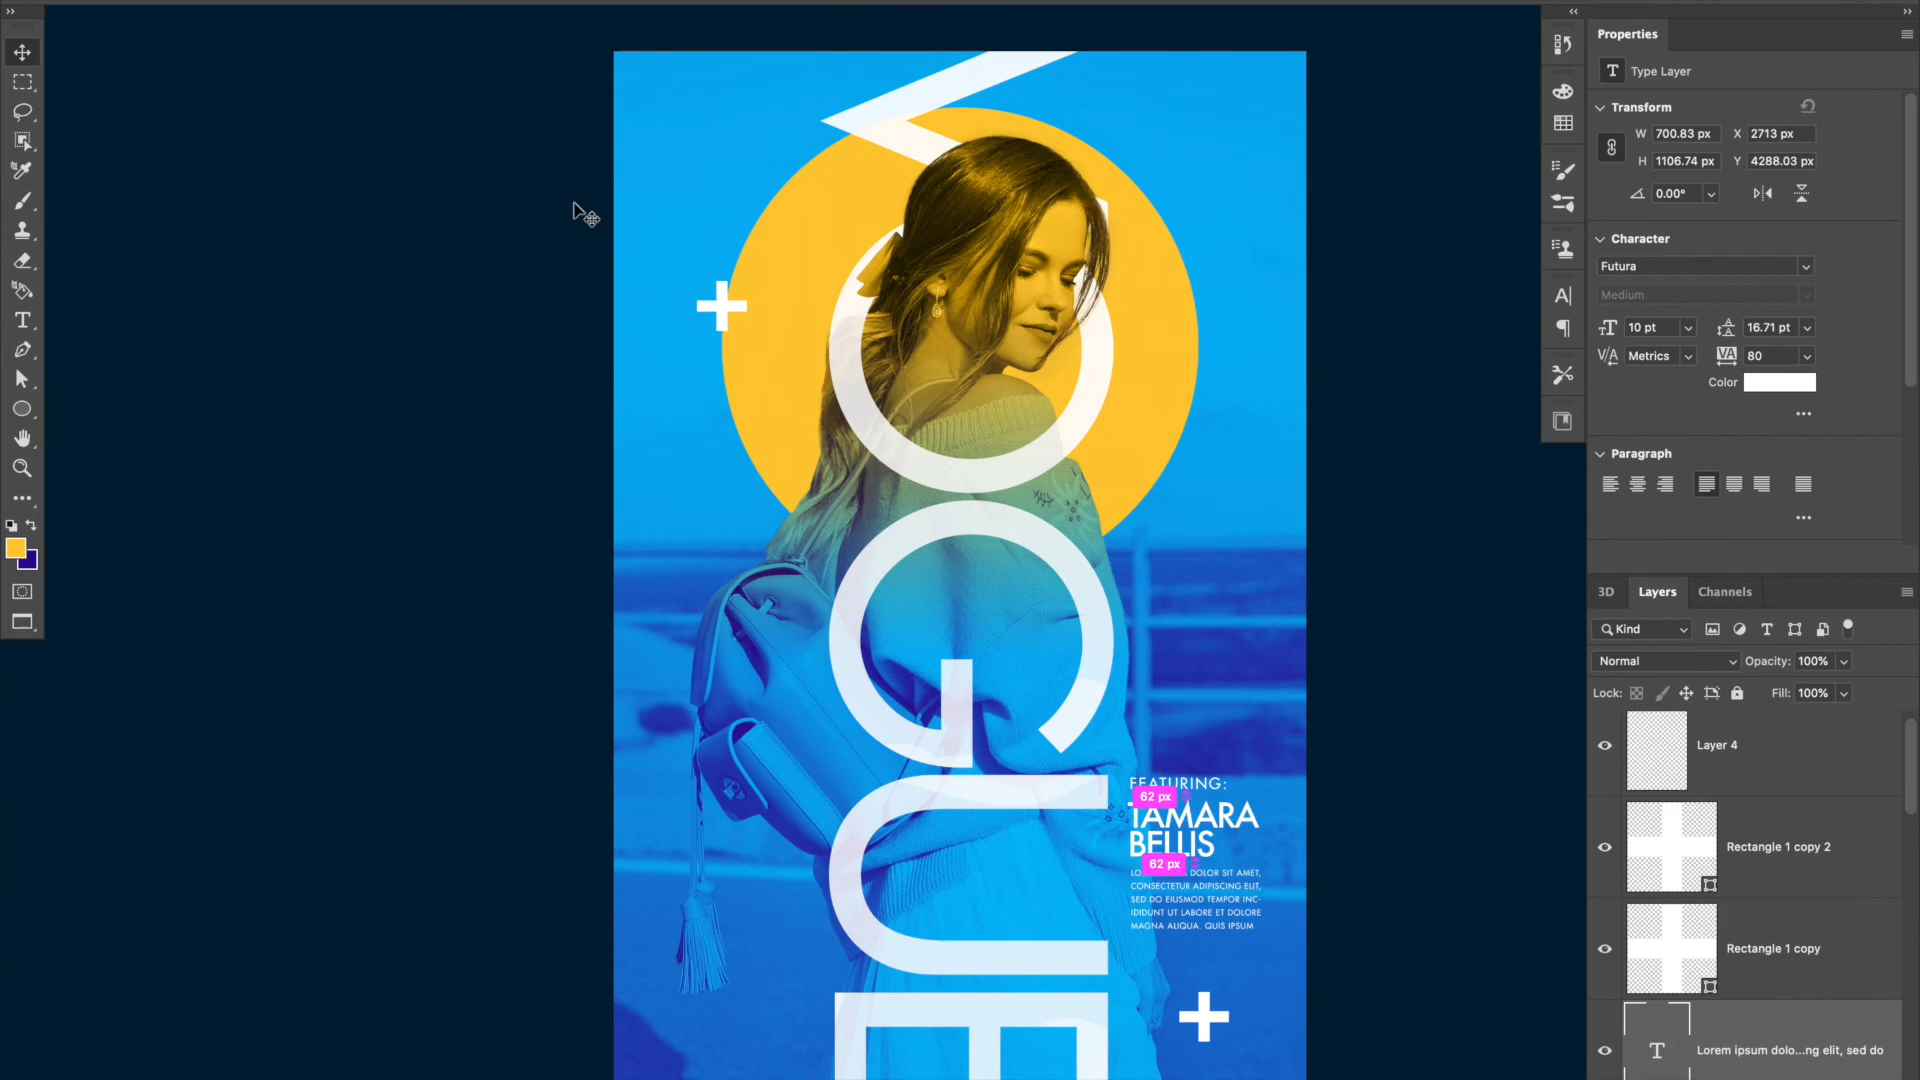 Properties
Type Layer
Transform
W 700.83 px X 2713 px
H 1106.74 px Y 4288.03 px
0.00°
Character
Futura
Medium
10 pt 16.71 pt
Metrics 80
Color
Paragraph
3D Layers Channels
Kind
Normal Opacity: 100%
Lock: Fill: 100%
Layer 4
Rectangle 1 copy 2
Rectangle 1 copy
Lorem ipsum dolo...ng elit, sed do
VOGUE
FEATURING:
62 px
TAMARA
BELLIS
62 px
DOLOR SIT AMET,
CONSECTETUR ADIPISCING ELIT,
SED DO EIUSMOD TEMPOR INC-
IDIDUNT UT LABORE ET DOLORE
MAGNA ALIQUA. QUIS IPSUM